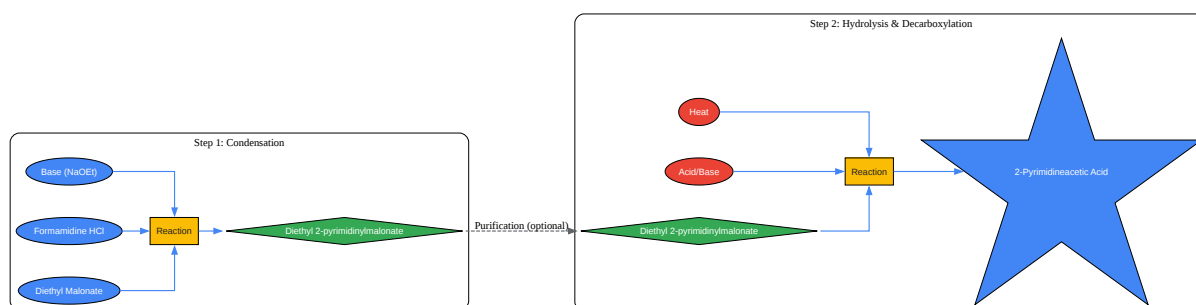 Step 1: Condensation
Base (NaOEt)
Formamidine HCl
Reaction
Diethyl 2-pyrimidinylmalonate
Diethyl Malonate
Purification (optional)
Step 2: Hydrolysis & Decarboxylation
Heat
Acid/Base
Reaction
2-Pyrimidineacetic Acid
Diethyl 2-pyrimidinylmalonate